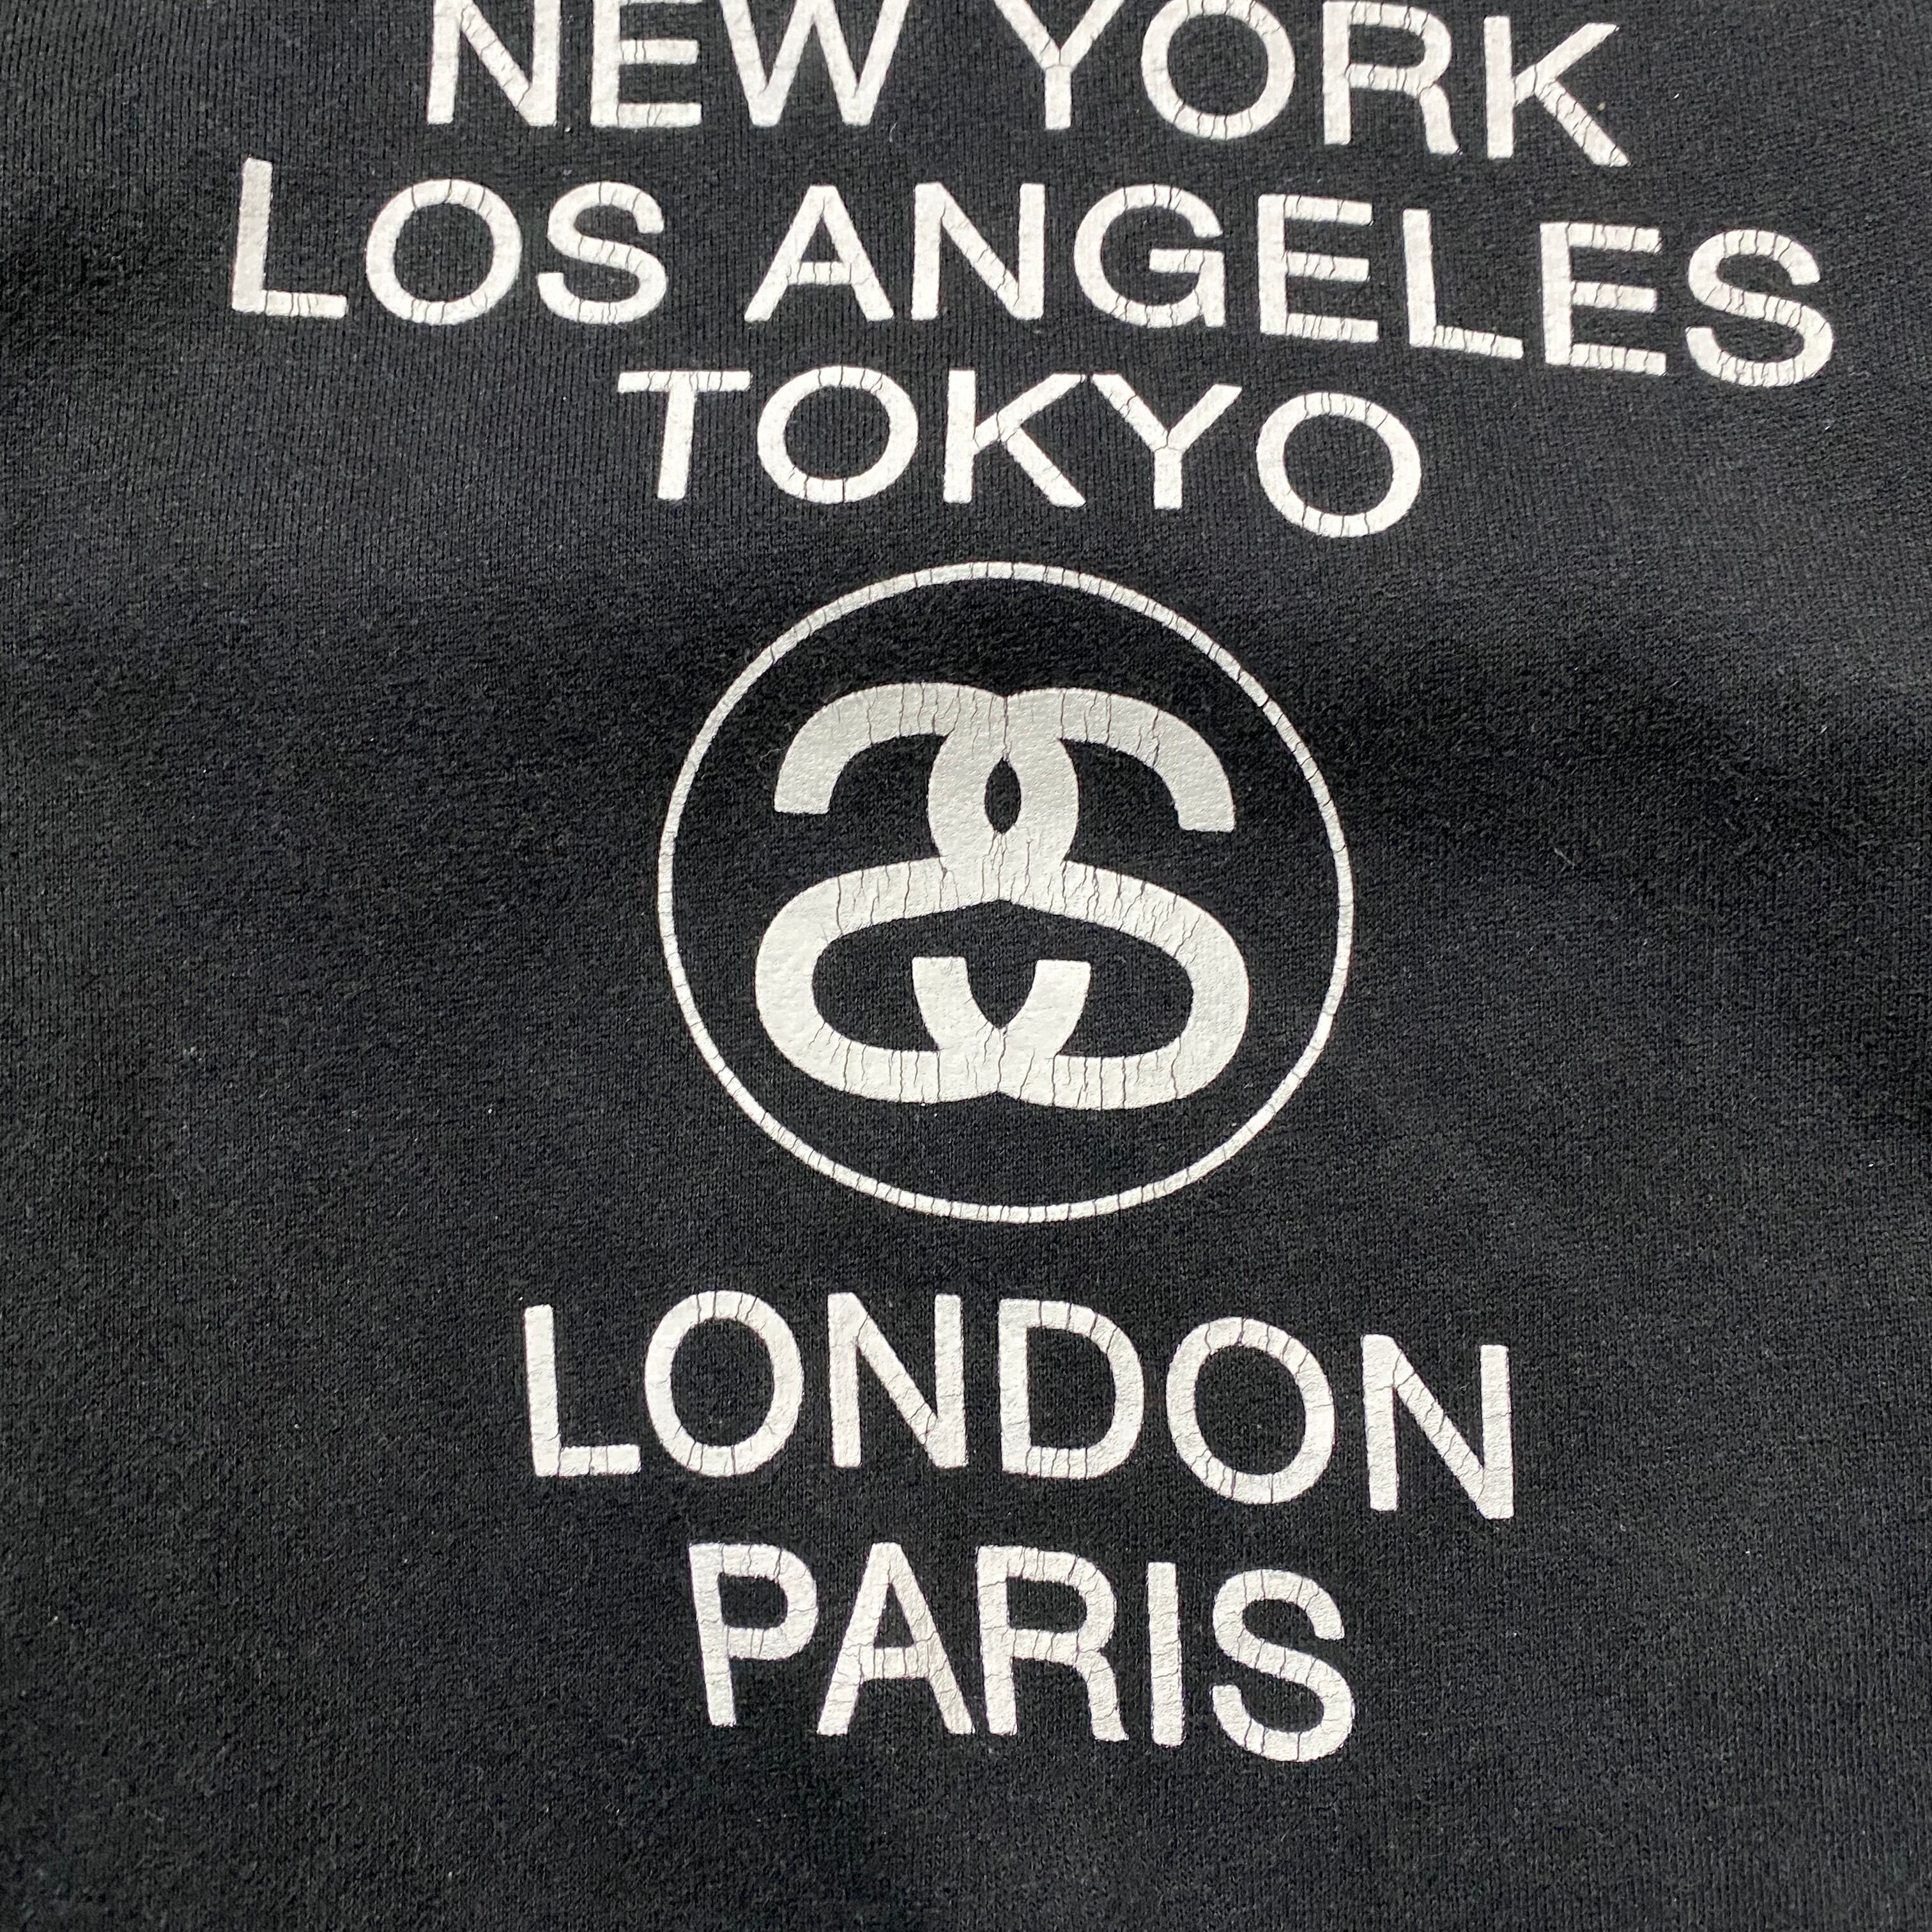 NEW YORK
LOS ANGELES
TOKYO
LONDON
PARIS